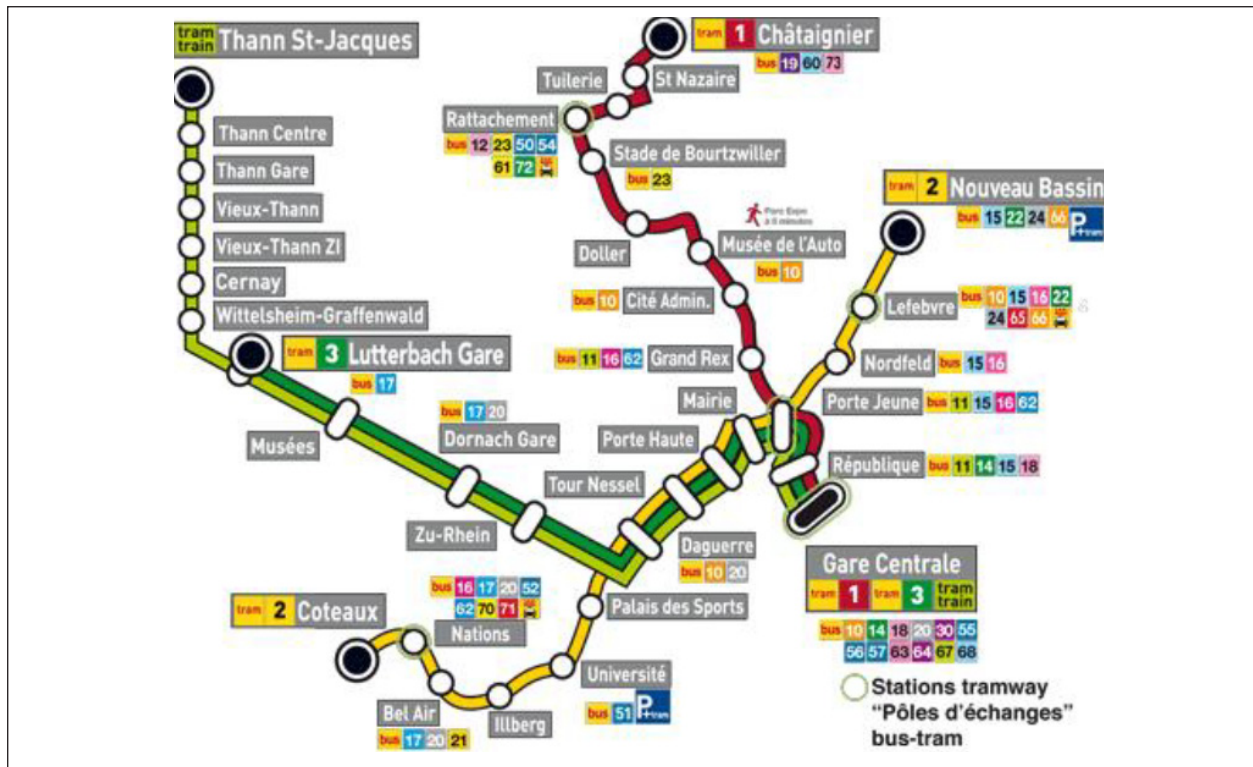 tram train Thann St-Jacques
Thann Centre
Thann Gare
Vieux-Thann
Vieux-Thann ZI
Cernay
Wittelsheim-Graffenwald
tram 3 Lutterbach Gare
bus 17
Musées
bus 17 20
Dornach Gare
Zu-Rhein
Tour Nessel
Porte Haute
Mairie
tram 1 Châtaignier
bus 19 60 73
St Nazaire
Tuilerie
Rattachement
bus 12 23 50 54
61 72
Stade de Bourtzwiller
bus 23
Doller
Parc Expo
à 5 minutes
Musée de l'Auto
bus 10
bus 10 Cité Admin.
bus 11 16 62 Grand Rex
tram 2 Nouveau Bassin
bus 15 22 24 66 P+tram
Lefebvre bus 10 15 16 22
24 65 66
Nordfeld bus 15 16
Porte Jeune bus 11 15 16 62
République bus 11 14 15 18
Daguerre
bus 10 20
Palais des Sports
Gare Centrale
tram 1 tram 3 tram train
bus 10 14 18 20 30 55
56 57 63 64 67 68
tram 2 Coteaux
bus 16 17 20 52
62 70 71
Nations
Bel Air
bus 17 20 21
Illberg
Université
bus 51 P+tram
Stations tramway
"Pôles d'échanges"
bus-tram